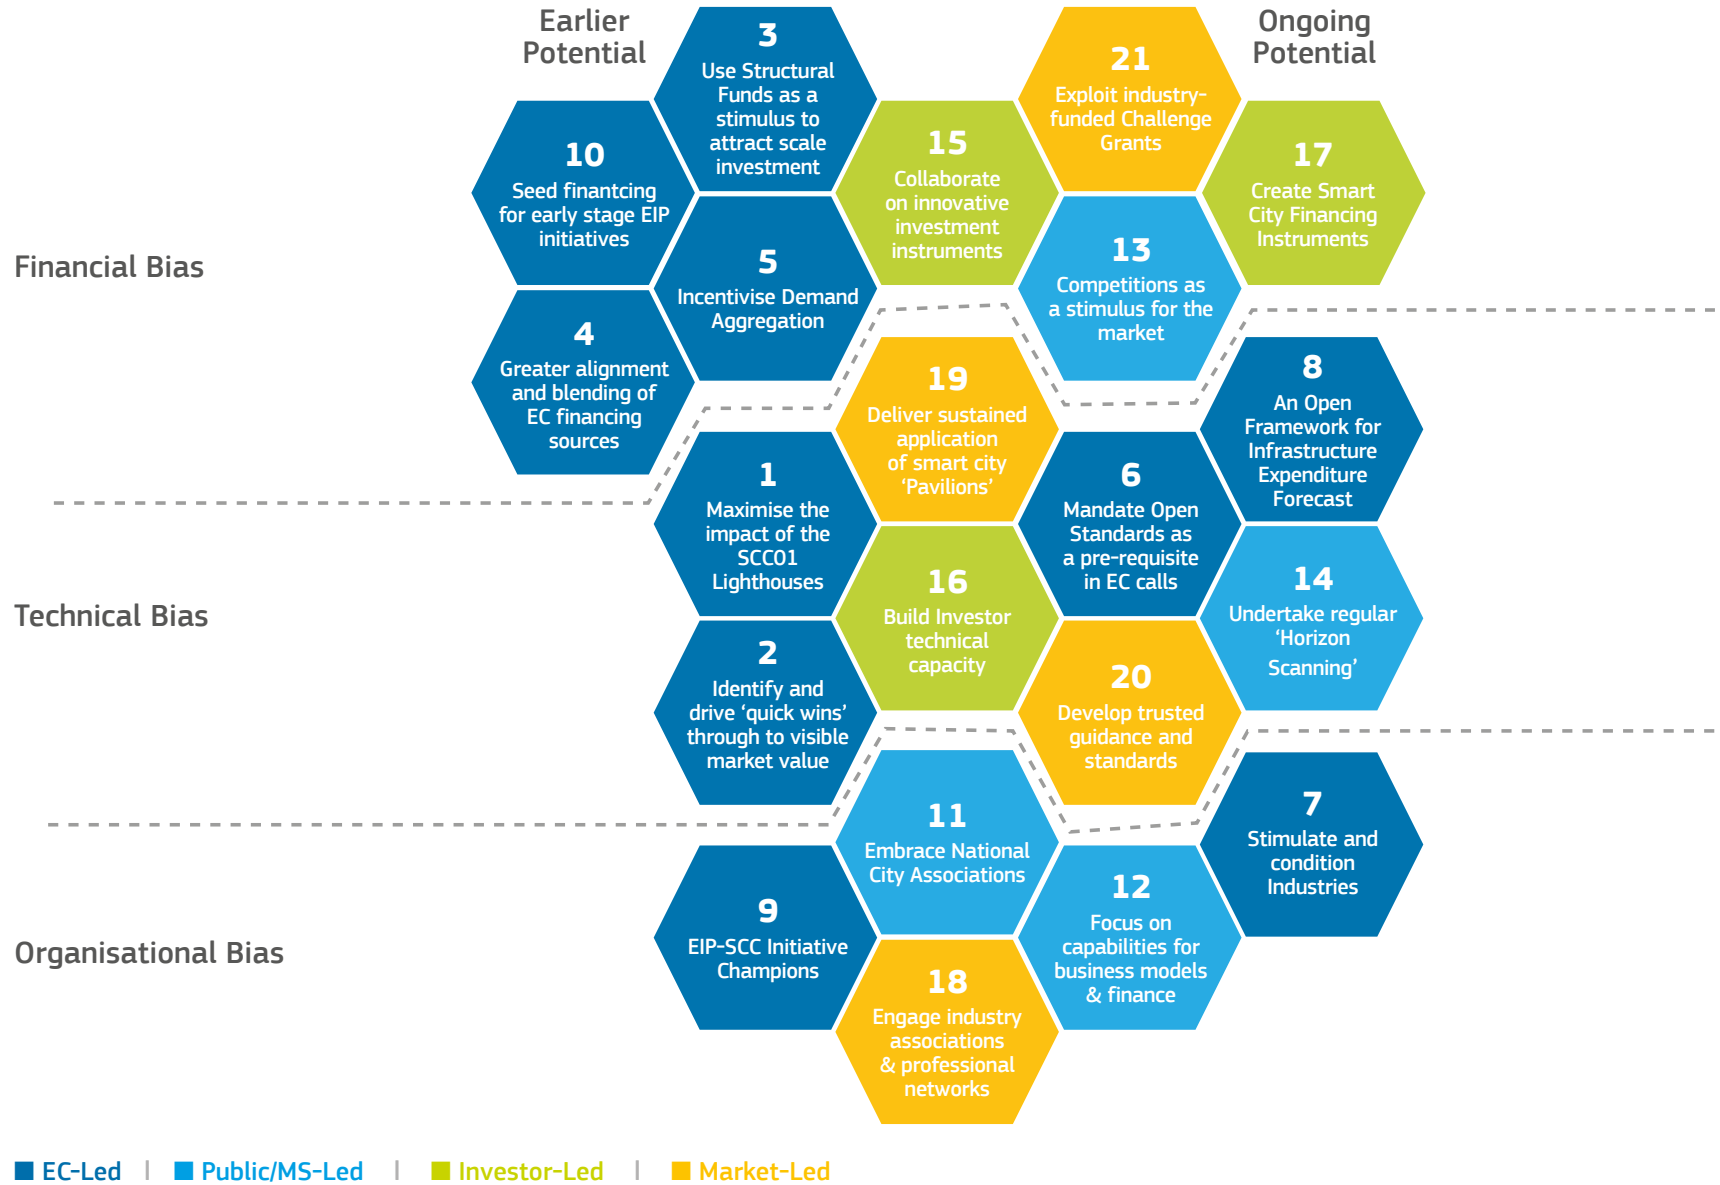 Earlier
Potential
Ongoing
Potential
Financial Bias
3
Use Structural
Funds as a
stimulus to
attract scale
investment
21
Exploit industry-
funded Challenge
Grants
10
Seed finantcing
for early stage EIP
initiatives
15
Collaborate
on innovative
investment
instruments
17
Create Smart
City Financing
Instruments
5
Incentivise Demand
Aggregation
13
Competitions as
a stimulus for the
market
4
Greater alignment
and blending of
EC financing
sources
Technical Bias
19
Deliver sustained
application
of smart city
‘Pavilions’
8
An Open
Framework for
Infrastructure
Expenditure
Forecast
1
Maximise the
impact of the
SCC01
Lighthouses
6
Mandate Open
Standards as
a pre-requisite
in EC calls
16
Build Investor
technical
capacity
14
Undertake regular
‘Horizon
Scanning’
2
Identify and
drive ‘quick wins’
through to visible
market value
20
Develop trusted
guidance and
standards
Organisational Bias
11
Embrace National
City Associations
7
Stimulate and
condition
Industries
9
EIP-SCC Initiative
Champions
12
Focus on
capabilities for
business models
& finance
18
Engage industry
associations
& professional
networks
EC-Led | Public/MS-Led | Investor-Led | Market-Led